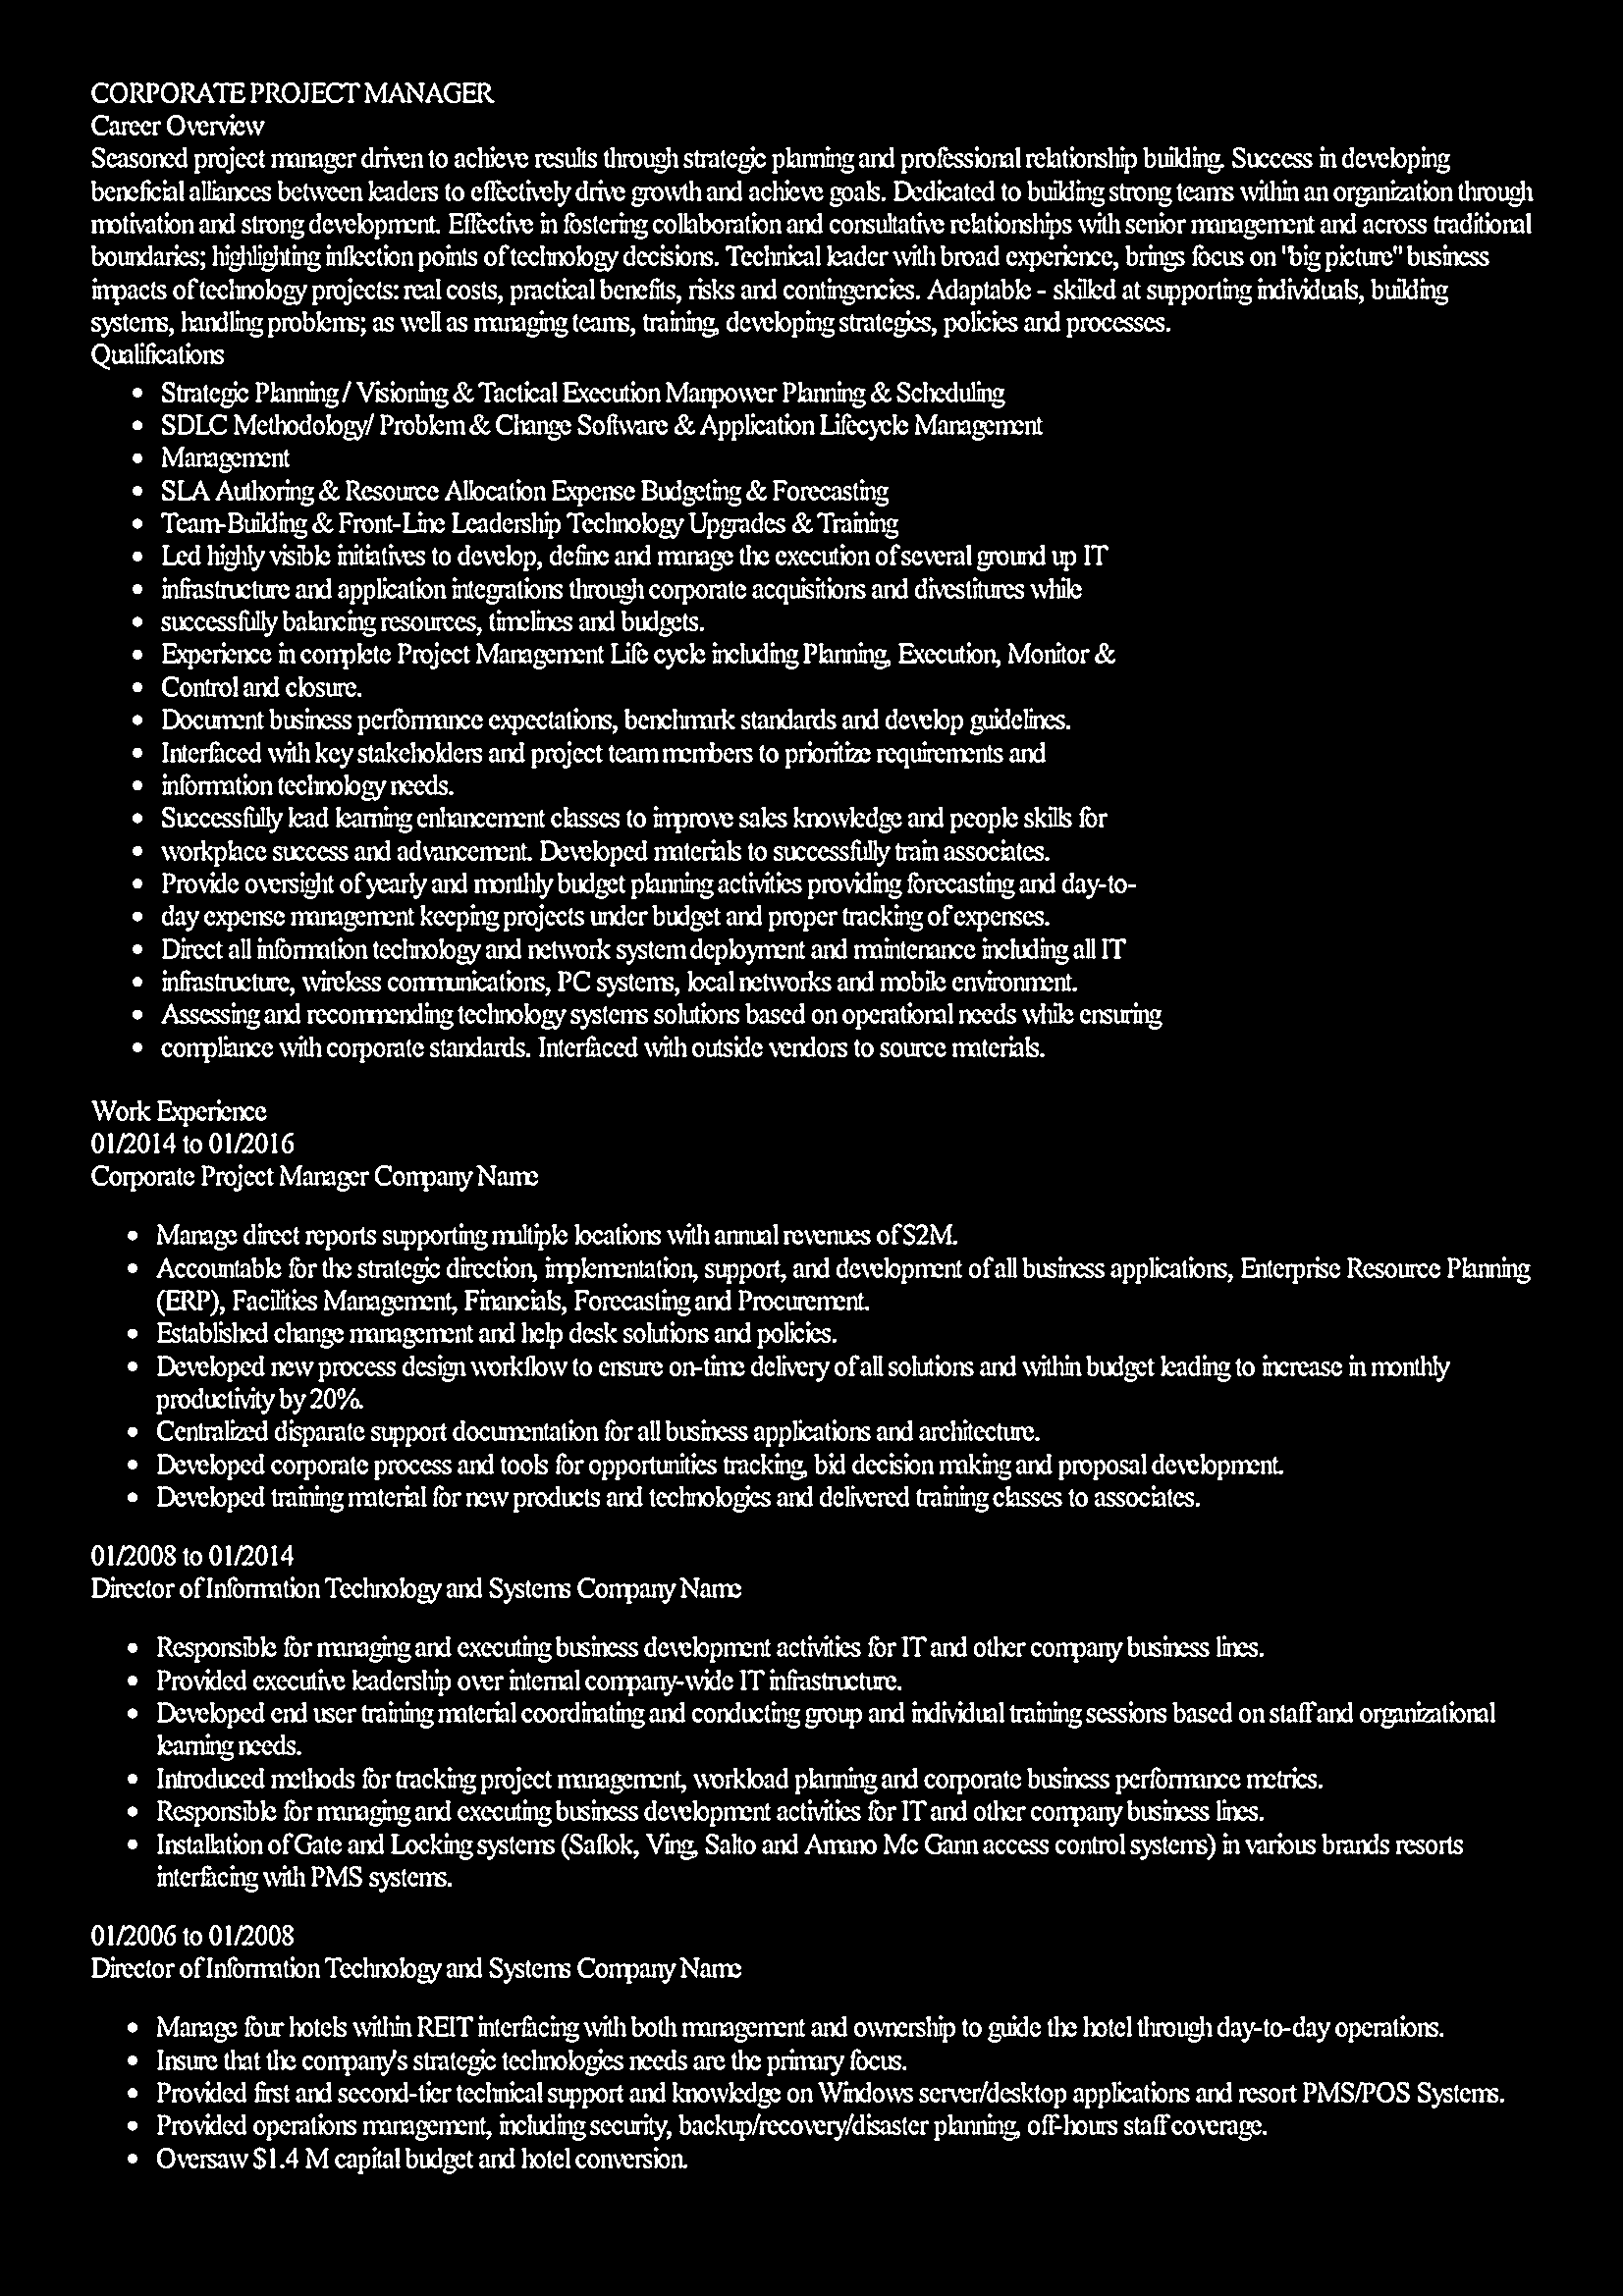 CORPORATE PROJECT MANAGER
Career Overview
Seasoned project manager driven to achieve results through strategic planning and professional relationship building. Success in developing
beneficial alliances between leaders to effectively drive growth and achieve goals. Dedicated to building strong teams within an organization through
motivation and strong development. Effective in fostering collaboration and consultative relationships with senior management and across traditional
boundaries; highlighting inflection points of technology decisions. Technical leader with broad experience, brings focus on "big picture" business
impacts of technology projects: real costs, practical benefits, risks and contingencies. Adaptable - skilled at supporting individuals, building
systems, handling problems; as well as managing teams, training, developing strategies, policies and processes.
Qualifications
• Strategic Planning / Visioning & Tactical Execution Manpower Planning & Scheduling
• SDLC Methodology/ Problem & Change Software & Application Lifecycle Management
• Management
• SLA Authoring & Resource Allocation Expense Budgeting & Forecasting
• Team-Building & Front-Line Leadership Technology Upgrades & Training
• Led highly visible initiatives to develop, define and manage the execution of several ground up IT
• infrastructure and application integrations through corporate acquisitions and divestitures while
• successfully balancing resources, timelines and budgets.
• Experience in complete Project Management Life cycle including Planning, Execution, Monitor &
• Control and closure.
• Document business performance expectations, benchmark standards and develop guidelines.
• Interfaced with key stakeholders and project team members to prioritize requirements and
• information technology needs.
• Successfully lead learning enhancement classes to improve sales knowledge and people skills for
• workplace success and advancement. Developed materials to successfully train associates.
• Provide oversight of yearly and monthly budget planning activities providing forecasting and day-to-
• day expense management keeping projects under budget and proper tracking of expenses.
• Direct all information technology and network system deployment and maintenance including all IT
• infrastructure, wireless communications, PC systems, local networks and mobile environment.
• Assessing and recommending technology systems solutions based on operational needs while ensuring
• compliance with corporate standards. Interfaced with outside vendors to source materials.
Work Experience
01/2014 to 01/2016
Corporate Project Manager Company Name
• Manage direct reports supporting multiple locations with annual revenues of $2M.
• Accountable for the strategic direction, implementation, support, and development of all business applications, Enterprise Resource Planning
(ERP), Facilities Management, Financials, Forecasting and Procurement.
• Established change management and help desk solutions and policies.
• Developed new process design workflow to ensure on-time delivery of all solutions and within budget leading to increase in monthly
productivity by 20%.
• Centralized disparate support documentation for all business applications and architecture.
• Developed corporate process and tools for opportunities tracking, bid decision making and proposal development.
• Developed training material for new products and technologies and delivered training classes to associates.
01/2008 to 01/2014
Director of Information Technology and Systems Company Name
• Responsible for managing and executing business development activities for IT and other company business lines.
• Provided executive leadership over internal company-wide IT infrastructure.
• Developed end user training material coordinating and conducting group and individual training sessions based on staff and organizational
learning needs.
• Introduced methods for tracking project management, workload planning and corporate business performance metrics.
• Responsible for managing and executing business development activities for IT and other company business lines.
• Installation of Gate and Locking systems (Saflok, Ving, Salto and Amano Mc Gann access control systems) in various brands resorts
interfacing with PMS systems.
01/2006 to 01/2008
Director of Information Technology and Systems Company Name
• Manage four hotels within REIT interfacing with both management and ownership to guide the hotel through day-to-day operations.
• Insure that the company's strategic technologies needs are the primary focus.
• Provided first and second-tier technical support and knowledge on Windows server/desktop applications and resort PMS/POS Systems.
• Provided operations management, including security, backup/recovery/disaster planning, off-hours staff coverage.
• Oversaw $1.4 M capital budget and hotel conversion.